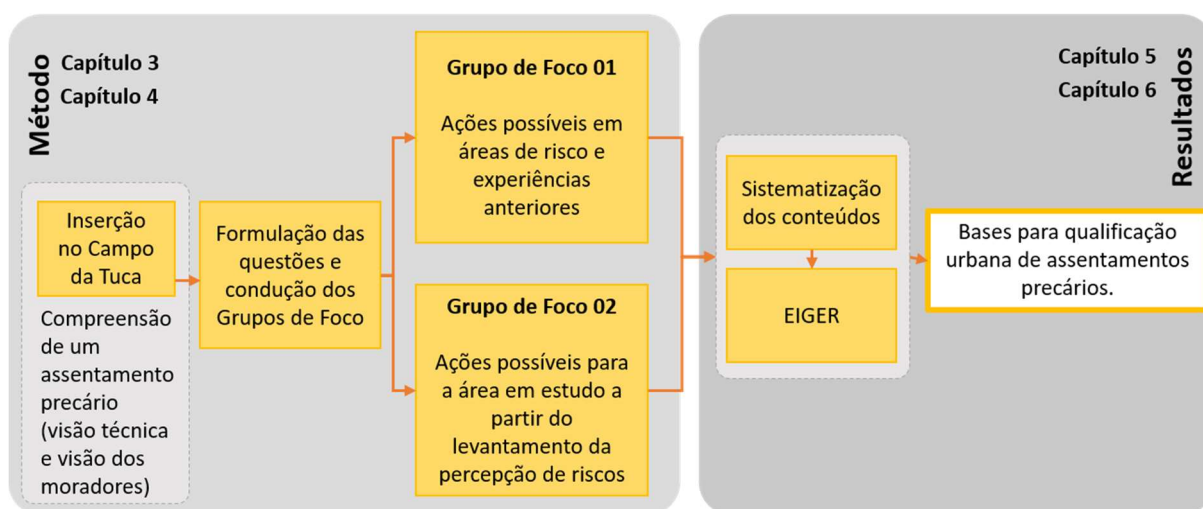 Método
Capítulo 3
Capítulo 4
Inserção
no Campo
da Tuca
Compreensão
de um
assentamento
precário
(visão técnica
e visão dos
moradores)
Formulação das
questões e
condução dos
Grupos de Foco
Grupo de Foco 01
Ações possíveis em
áreas de risco e
experiências
anteriores
Grupo de Foco 02
Ações possíveis para
a área em estudo a
partir do
levantamento da
percepção de riscos
Capítulo 5
Capítulo 6
Resultados
Sistematização
dos conteúdos
EIGER
Bases para qualificação
urbana de assentamentos
precários.